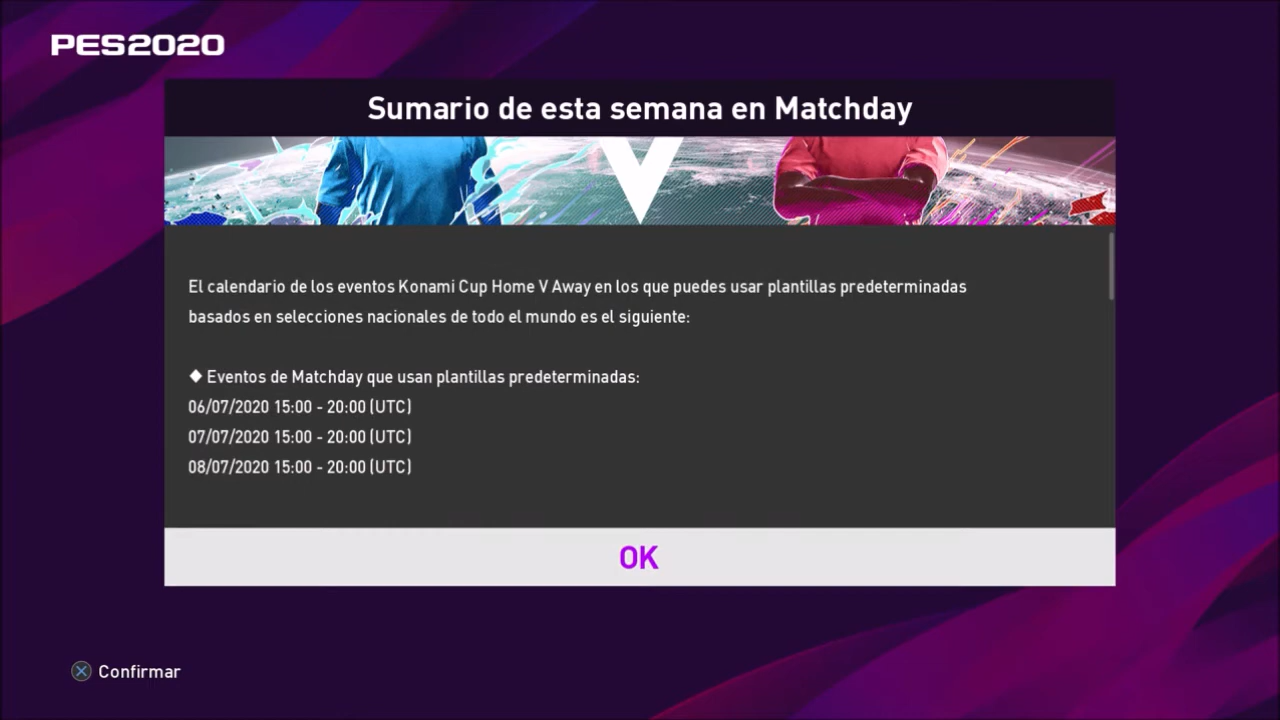 PES2020
Sumario de esta semana en Matchday
El calendario de los eventos Konami Cup Home V Away en los que puedes usar plantillas predeterminadas
basados en selecciones nacionales de todo el mundo es el siguiente:
◆ Eventos de Matchday que usan plantillas predeterminadas:
06/07/2020 15:00 - 20:00 (UTC)
07/07/2020 15:00 - 20:00 (UTC)
08/07/2020 15:00 - 20:00 (UTC)
OK
Confirmar